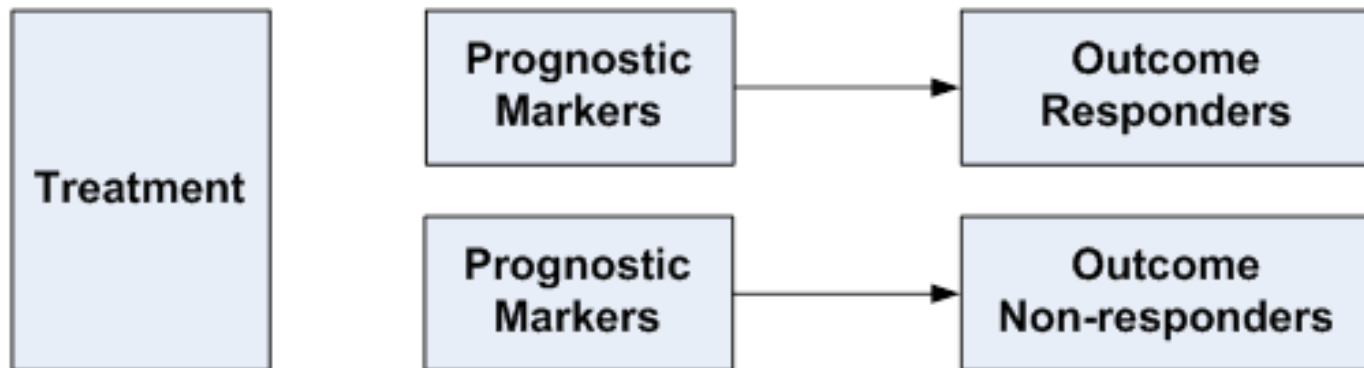 Treatment
Prognostic
Markers
Outcome
Responders
Prognostic
Markers
Outcome
Non-responders